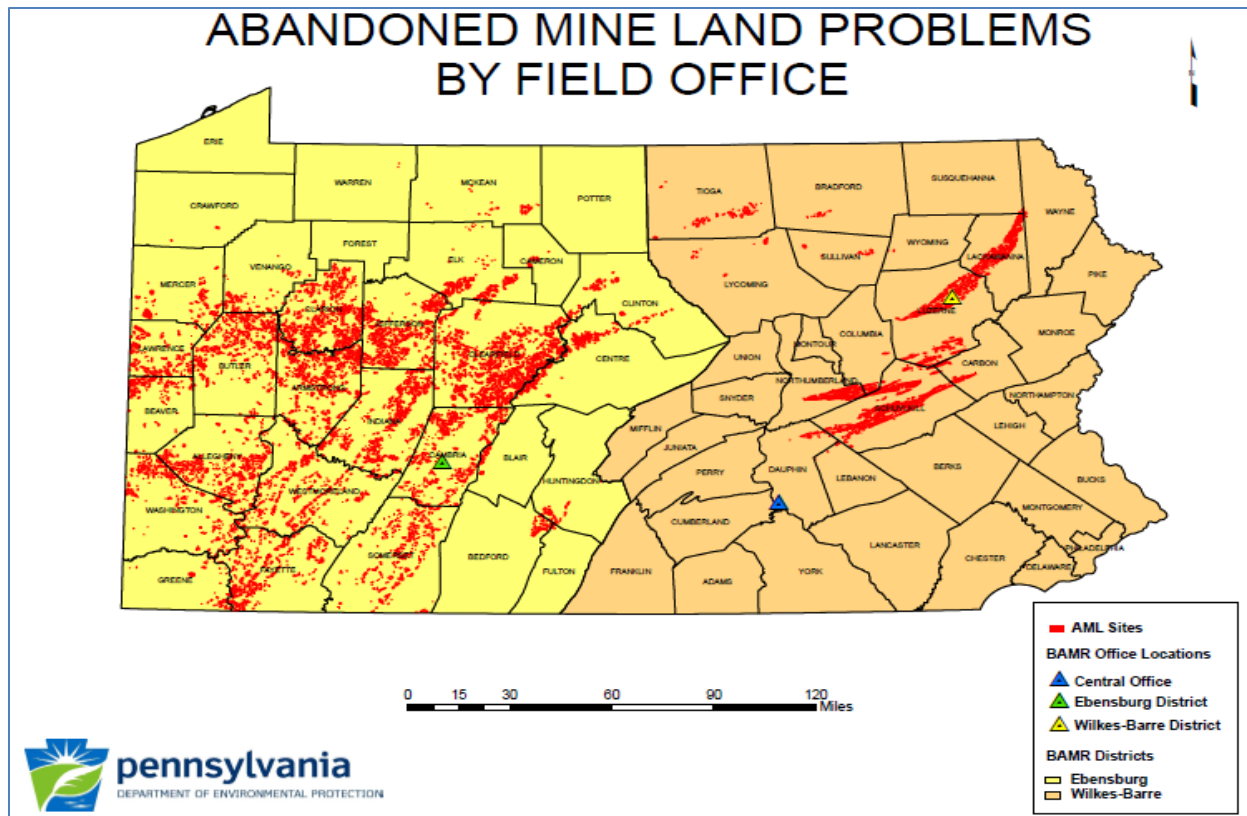 ABANDONED MINE LAND PROBLEMS
BY FIELD OFFICE
N
ERIE
WARREN
MCKEAN
POTTER
TIOGA
BRADFORD
SUSQUEHANNA
CRAWFORD
WAYNE
FOREST
ELK
CAMERON
WYOMING
LACKAWANNA
VENANGO
SULLIVAN
MERCER
CLINTON
LYCOMING
PIKE
CLARION
LUZERNE
JEFFERSON
COLUMBIA
MONROE
LAWRENCE
CLEARFIELD
CENTRE
UNION
MONTOUR
BUTLER
CARBON
ARMSTRONG
NORTHUMBERLAND
BEAVER
SNYDER
NORTHAMPTON
SCHUYLKILL
INDIANA
MIFFLIN
LEHIGH
JUNIATA
ALLEGHENY
CAMBRIA
BLAIR
PERRY
DAUPHIN
LEBANON
BERKS
BUCKS
HUNTINGDON
WESTMORELAND
WASHINGTON
CUMBERLAND
MONTGOMERY
LANCASTER
PHILADELPHIA
SOMERSET
BEDFORD
FAYETTE
CHESTER
DELAWARE
GREENE
FULTON
FRANKLIN
ADAMS
YORK
AML Sites
BAMR Office Locations
Central Office
Ebensburg District
Wilkes-Barre District
BAMR Districts
Ebensburg
Wilkes-Barre
0 15 30 60 90 120
Miles
pennsylvania
DEPARTMENT OF ENVIRONMENTAL PROTECTION